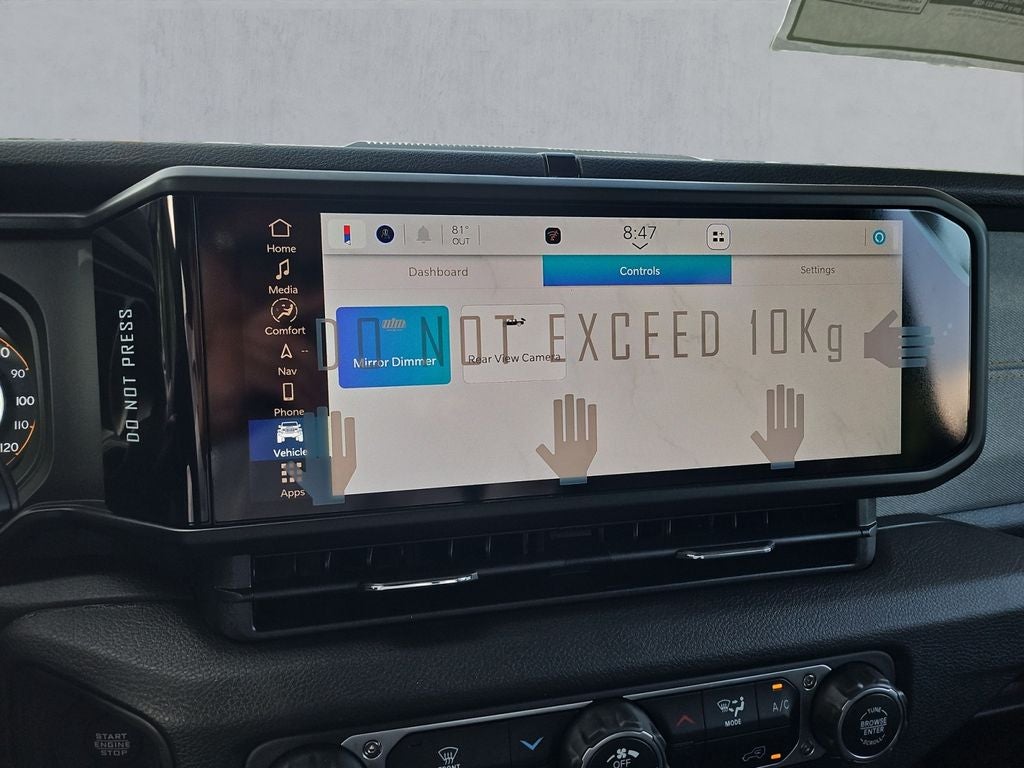 81°
OUT
8:47
Home
Media
Comfort
Nav
Phone
Vehicle
Apps
Dashboard
Controls
Settings
Mirror Dimmer
Rear View Camera
DO NOT EXCEED 10Kg
DO NOT PRESS
90
100
110
120
START
ENGINE
STOP
FRONT
OFF
MODE
A/C
TUNE
BROWSE
ENTER
SCROLL